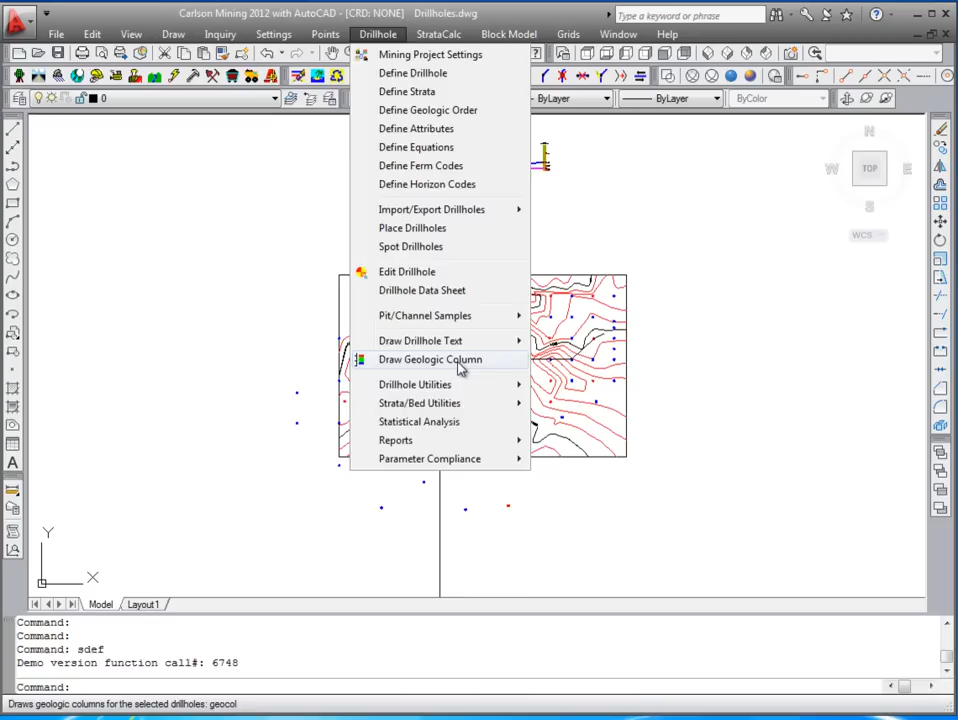 Carlson Mining 2012 with AutoCAD - [CRD: NONE] Drillholes.dwg
Type a keyword or phrase
File Edit View Draw Inquiry Settings Points Drillhole StrataCalc Block Model Grids Window Help
0
ByLayer
ByLayer
ByColor
Mining Project Settings
Define Drillhole
Define Strata
Define Geologic Order
Define Attributes
Define Equations
Define Ferm Codes
Define Horizon Codes
Import/Export Drillholes
Place Drillholes
Spot Drillholes
Edit Drillhole
Drillhole Data Sheet
Pit/Channel Samples
Draw Drillhole Text
Draw Geologic Column
Drillhole Utilities
Strata/Bed Utilities
Statistical Analysis
Reports
Parameter Compliance
N
W TOP E
S
WCS
Y
X
A
Model Layout1
Command:
Command:
Command: sdef
Demo version function call#: 6748
Command:
Draws geologic columns for the selected drillholes: geocol